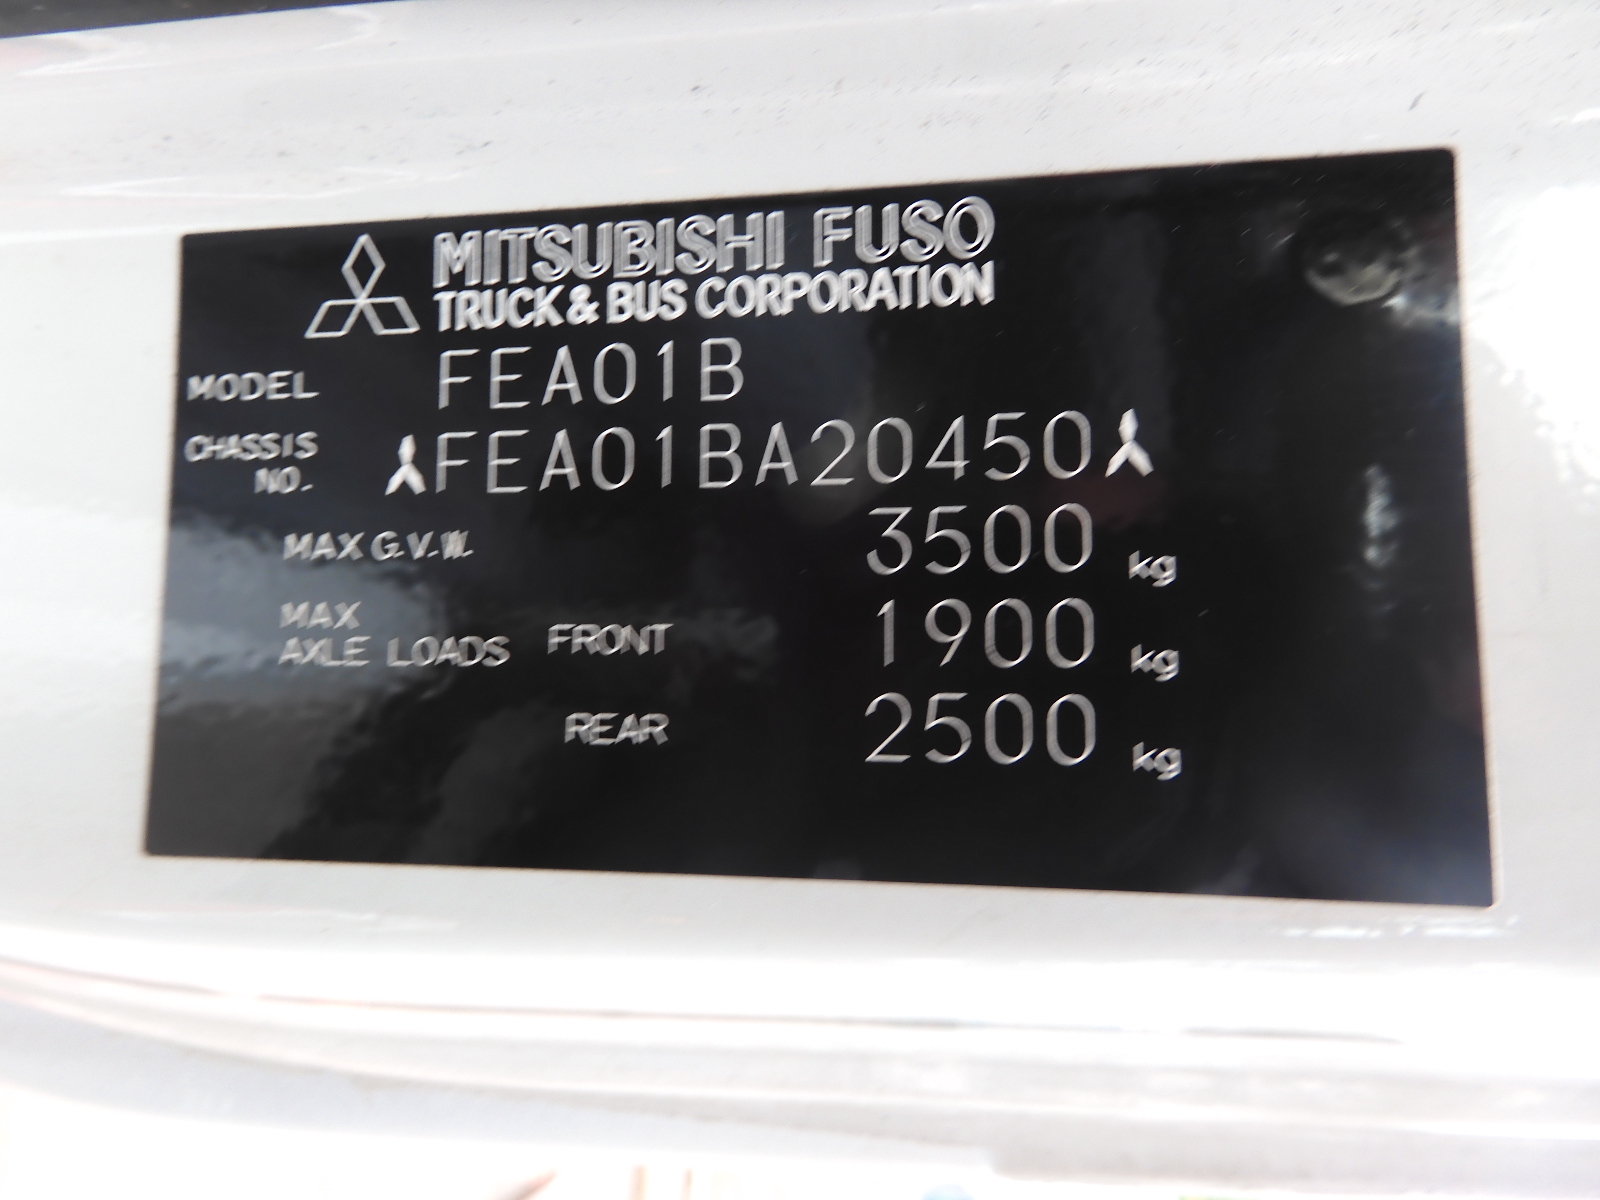 MITSUBISHI FUSO
TRUCK & BUS CORPORATION
MODEL FEA01B
CHASSIS NO. FEA01BA20450
MAX G.V.W. 3500 kg
MAX AXLE LOADS FRONT 1900 kg
REAR 2500 kg